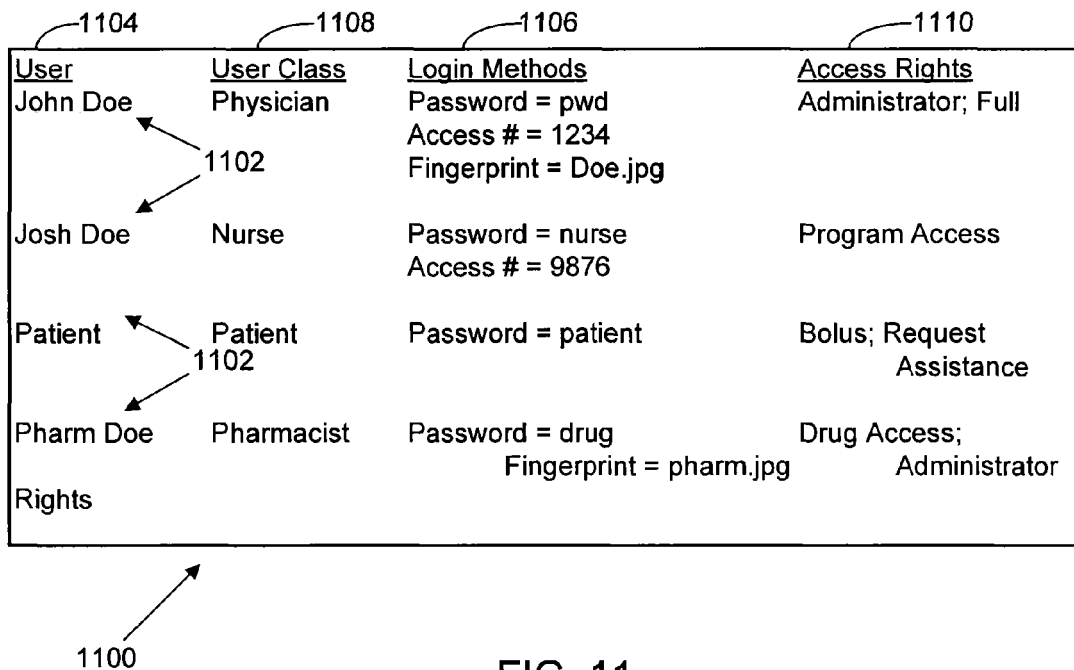 1104 1108 1106 1110
User User Class Login Methods Access Rights
John Doe Physician Password = pwd Administrator; Full
Access # = 1234
1102 Fingerprint = Doe.jpg
Josh Doe Nurse Password = nurse Program Access
Access # = 9876
Patient Patient Password = patient Bolus; Request
1102 Assistance
Pharm Doe Pharmacist Password = drug Drug Access;
Fingerprint = pharm.jpg Administrator
Rights
1100
FIG. 11